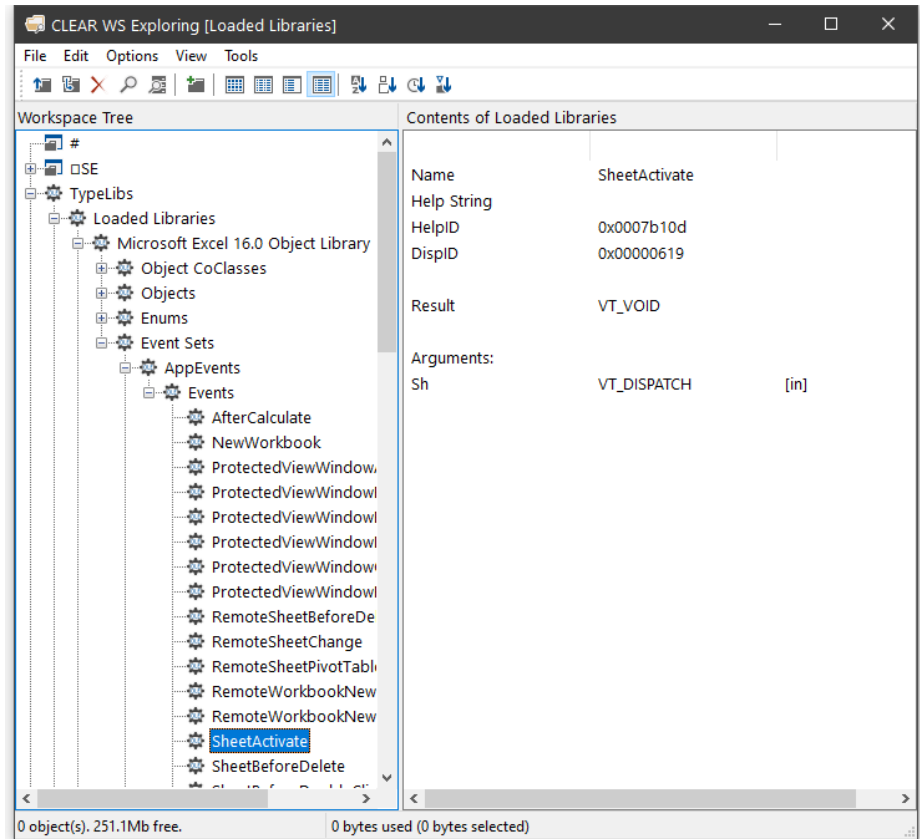 CLEAR WS Exploring [Loaded Libraries]
File Edit Options View Tools
Workspace Tree
#
⎕SE
TypeLibs
Loaded Libraries
Microsoft Excel 16.0 Object Library
Object CoClasses
Objects
Enums
Event Sets
AppEvents
Events
AfterCalculate
NewWorkbook
ProtectedViewWindow
ProtectedViewWindow
ProtectedViewWindow
ProtectedViewWindow
ProtectedViewWindow
ProtectedViewWindow
RemoteSheetBeforeDe
RemoteSheetChange
RemoteSheetPivotTabl
RemoteWorkbookNew
RemoteWorkbookNew
SheetActivate
SheetBeforeDelete
Contents of Loaded Libraries
Name SheetActivate
Help String
HelpID 0x0007b10d
DispID 0x00000619
Result VT_VOID
Arguments:
Sh VT_DISPATCH [in]
0 object(s). 251.1Mb free.
0 bytes used (0 bytes selected)